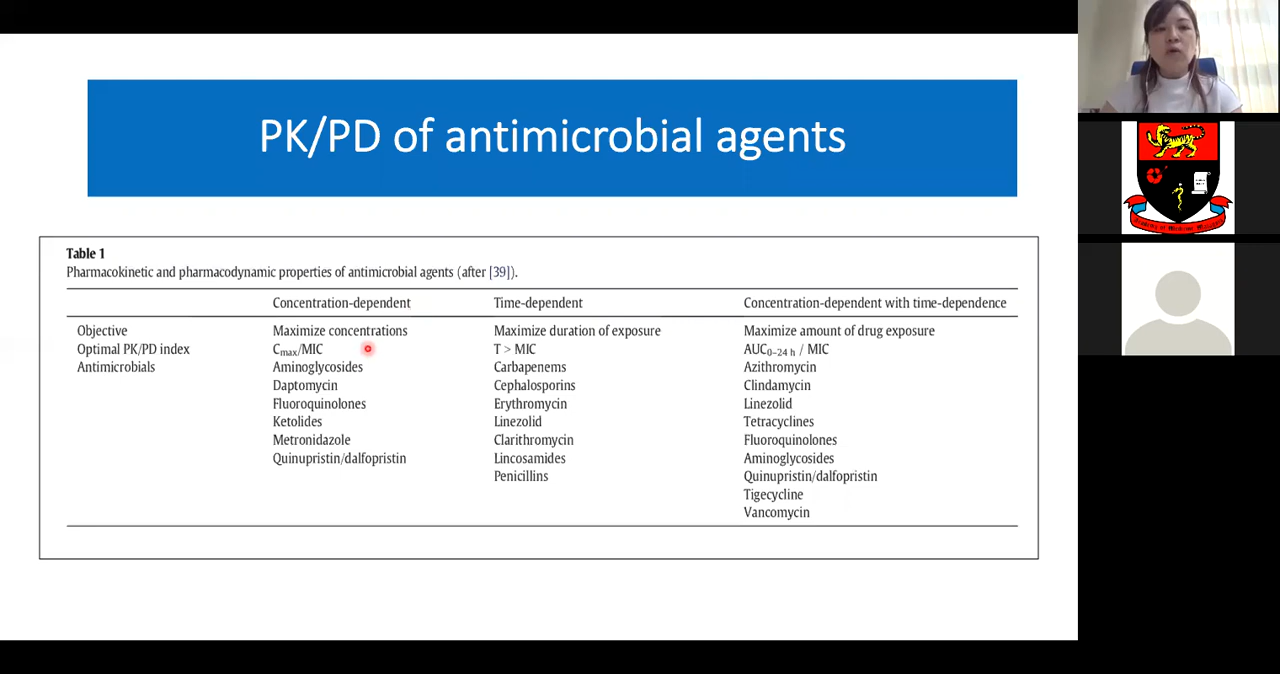 PK/PD of antimicrobial agents
Table 1
Pharmacokinetic and pharmacodynamic properties of antimicrobial agents (after [39]).
Concentration-dependent Time-dependent Concentration-dependent with time-dependence
Objective Maximize concentrations Maximize duration of exposure Maximize amount of drug exposure
Optimal PK/PD index Cmax/MIC T > MIC AUC0–24 h / MIC
Antimicrobials Aminoglycosides Carbapenems Azithromycin
Daptomycin Cephalosporins Clindamycin
Fluoroquinolones Erythromycin Linezolid
Ketolides Linezolid Tetracyclines
Metronidazole Clarithromycin Fluoroquinolones
Quinupristin/dalfopristin Lincosamides Aminoglycosides
Penicillins Quinupristin/dalfopristin
Tigecycline
Vancomycin